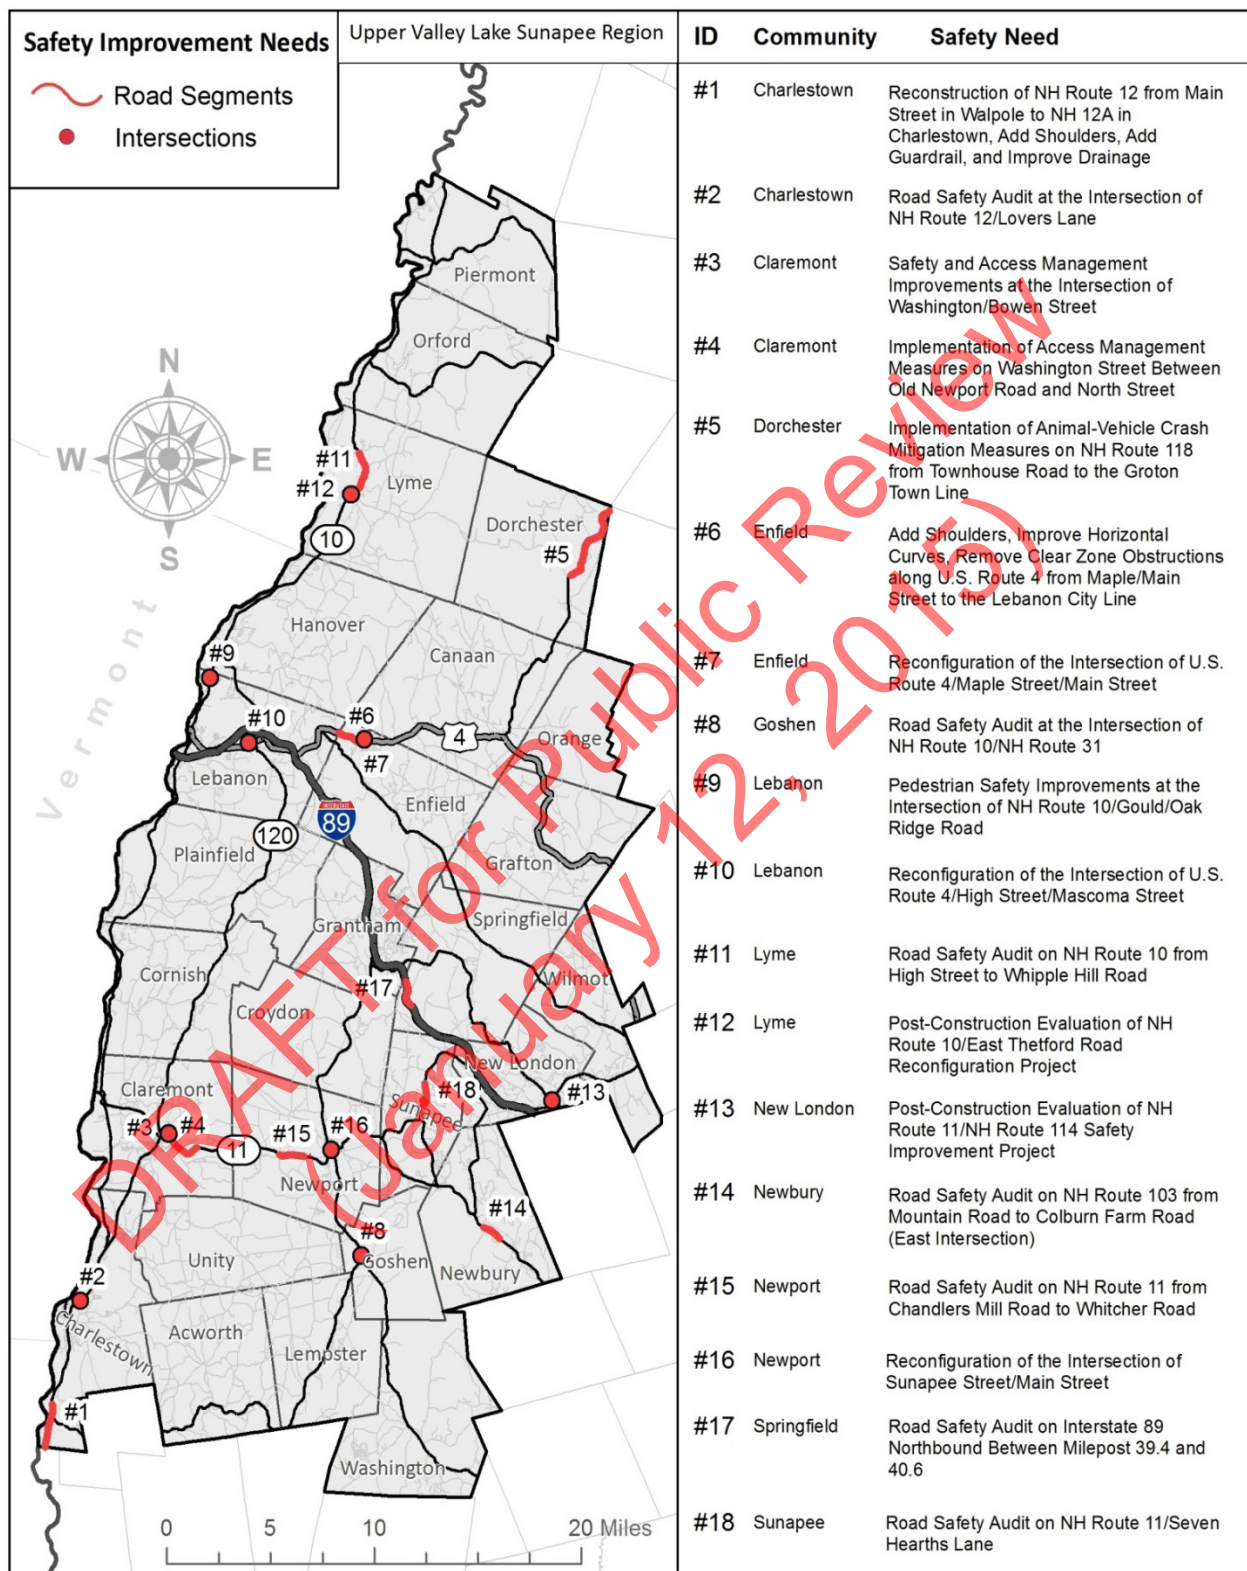 Safety Improvement Needs
Road Segments
Intersections
Upper Valley Lake Sunapee Region
Piermont
Orford
N
W
E
S
#11
#12
Lyme
10
Dorchester
#5
Vermont
Hanover
Canaan
#9
#10
#6
#7
4
Orange
Lebanon
INTERSTATE
89
Enfield
120
Plainfield
Grafton
Grantham
Springfield
Cornish
#17
Wilmot
Croydon
New London
Claremont
#18
#13
Sunapee
#3
#4
11
#15
#16
Newport
#14
#8
Unity
Goshen
Newbury
#2
Charlestown
Acworth
Lempster
#1
Washington
0 5 10 20 Miles
ID Community Safety Need
#1 Charlestown Reconstruction of NH Route 12 from Main
Street in Walpole to NH 12A in
Charlestown, Add Shoulders, Add
Guardrail, and Improve Drainage
#2 Charlestown Road Safety Audit at the Intersection of
NH Route 12/Lovers Lane
#3 Claremont Safety and Access Management
Improvements at the Intersection of
Washington/Bowen Street
#4 Claremont Implementation of Access Management
Measures on Washington Street Between
Old Newport Road and North Street
#5 Dorchester Implementation of Animal-Vehicle Crash
Mitigation Measures on NH Route 118
from Townhouse Road to the Groton
Town Line
#6 Enfield Add Shoulders, Improve Horizontal
Curves, Remove Clear Zone Obstructions
along U.S. Route 4 from Maple/Main
Street to the Lebanon City Line
#7 Enfield Reconfiguration of the Intersection of U.S.
Route 4/Maple Street/Main Street
#8 Goshen Road Safety Audit at the Intersection of
NH Route 10/NH Route 31
#9 Lebanon Pedestrian Safety Improvements at the
Intersection of NH Route 10/Gould/Oak
Ridge Road
#10 Lebanon Reconfiguration of the Intersection of U.S.
Route 4/High Street/Mascoma Street
#11 Lyme Road Safety Audit on NH Route 10 from
High Street to Whipple Hill Road
#12 Lyme Post-Construction Evaluation of NH
Route 10/East Thetford Road
Reconfiguration Project
#13 New London Post-Construction Evaluation of NH
Route 11/NH Route 114 Safety
Improvement Project
#14 Newbury Road Safety Audit on NH Route 103 from
Mountain Road to Colburn Farm Road
(East Intersection)
#15 Newport Road Safety Audit on NH Route 11 from
Chandlers Mill Road to Whitcher Road
#16 Newport Reconfiguration of the Intersection of
Sunapee Street/Main Street
#17 Springfield Road Safety Audit on Interstate 89
Northbound Between Milepost 39.4 and
40.6
#18 Sunapee Road Safety Audit on NH Route 11/Seven
Hearths Lane
DRAFT for Public Review
(January 12, 2015)